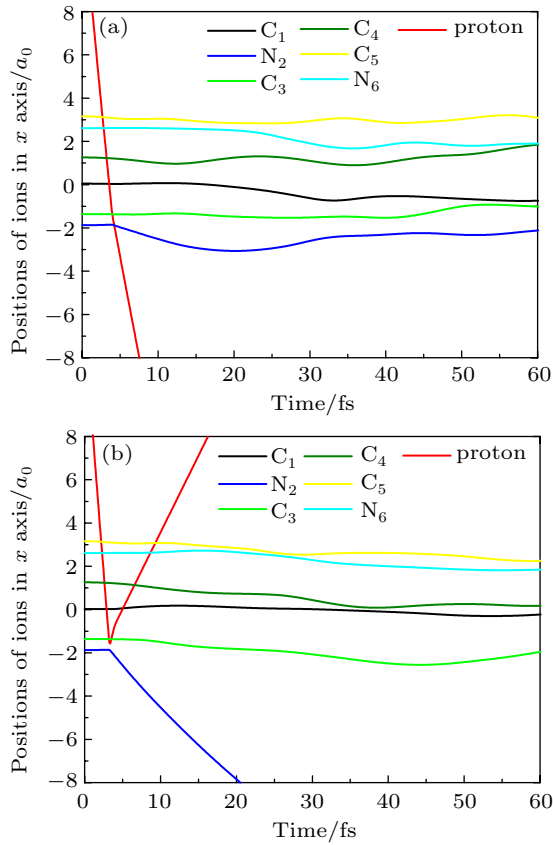 (a)
C₁ C₄ proton
N₂ C₅
C₃ N₆
8
6
4
2
0
−2
−4
−6
−8
Positions of ions in x axis/a₀
0 10 20 30 40 50 60
Time/fs
(b)
C₁ C₄ proton
N₂ C₅
C₃ N₆
8
6
4
2
0
−2
−4
−6
−8
Positions of ions in x axis/a₀
0 10 20 30 40 50 60
Time/fs